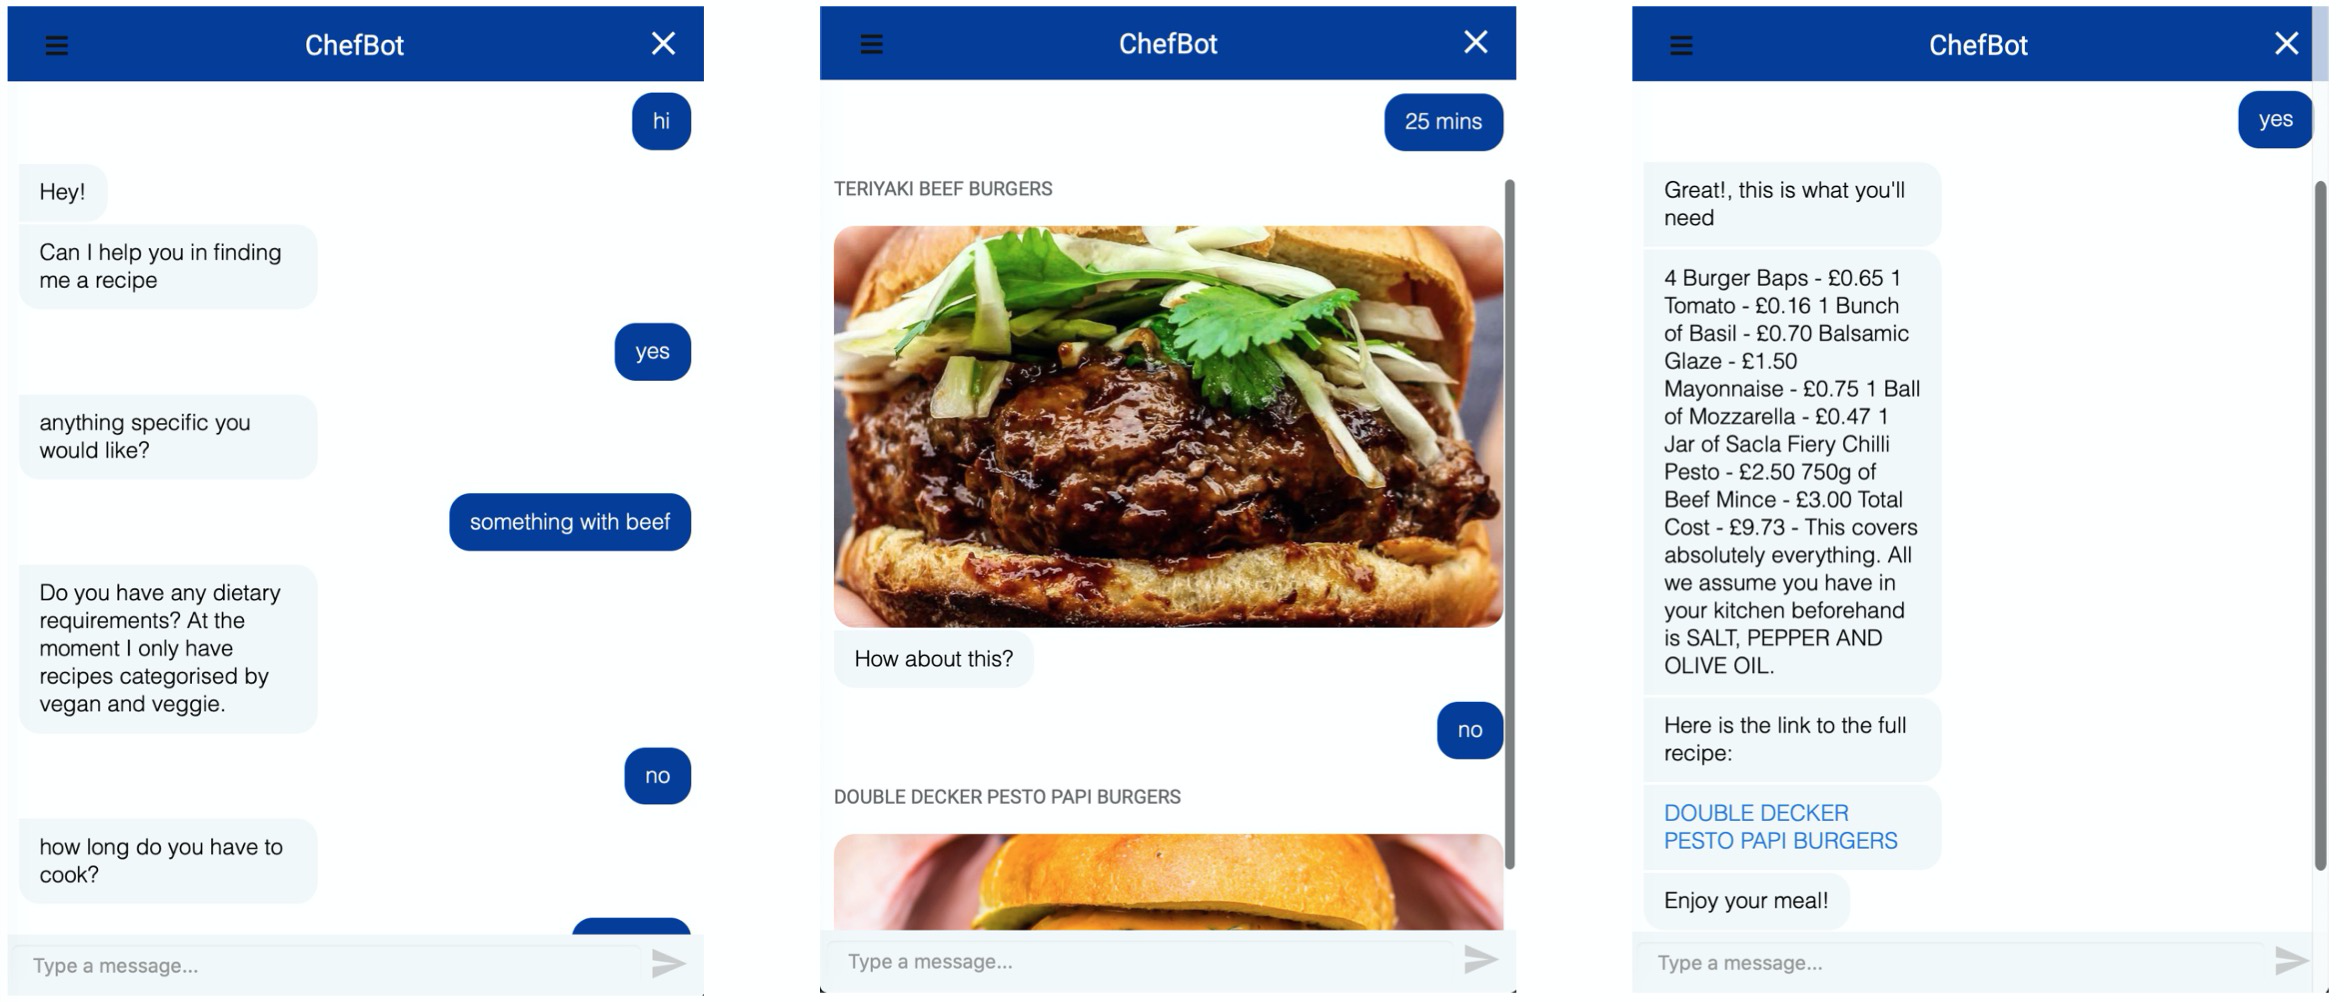 ChefBot
hi
Hey!
Can I help you in finding
me a recipe
yes
anything specific you
would like?
something with beef
Do you have any dietary
requirements? At the
moment I only have
recipes categorised by
vegan and veggie.
no
how long do you have to
cook?
Type a message...
ChefBot
25 mins
TERIYAKI BEEF BURGERS
How about this?
no
DOUBLE DECKER PESTO PAPI BURGERS
Type a message...
ChefBot
yes
Great!, this is what you'll
need
4 Burger Baps - £0.65 1
Tomato - £0.16 1 Bunch
of Basil - £0.70 Balsamic
Glaze - £1.50
Mayonnaise - £0.75 1 Ball
of Mozzarella - £0.47 1
Jar of Sacla Fiery Chilli
Pesto - £2.50 750g of
Beef Mince - £3.00 Total
Cost - £9.73 - This covers
absolutely everything. All
we assume you have in
your kitchen beforehand
is SALT, PEPPER AND
OLIVE OIL.
Here is the link to the full
recipe:
DOUBLE DECKER
PESTO PAPI BURGERS
Enjoy your meal!
Type a message...